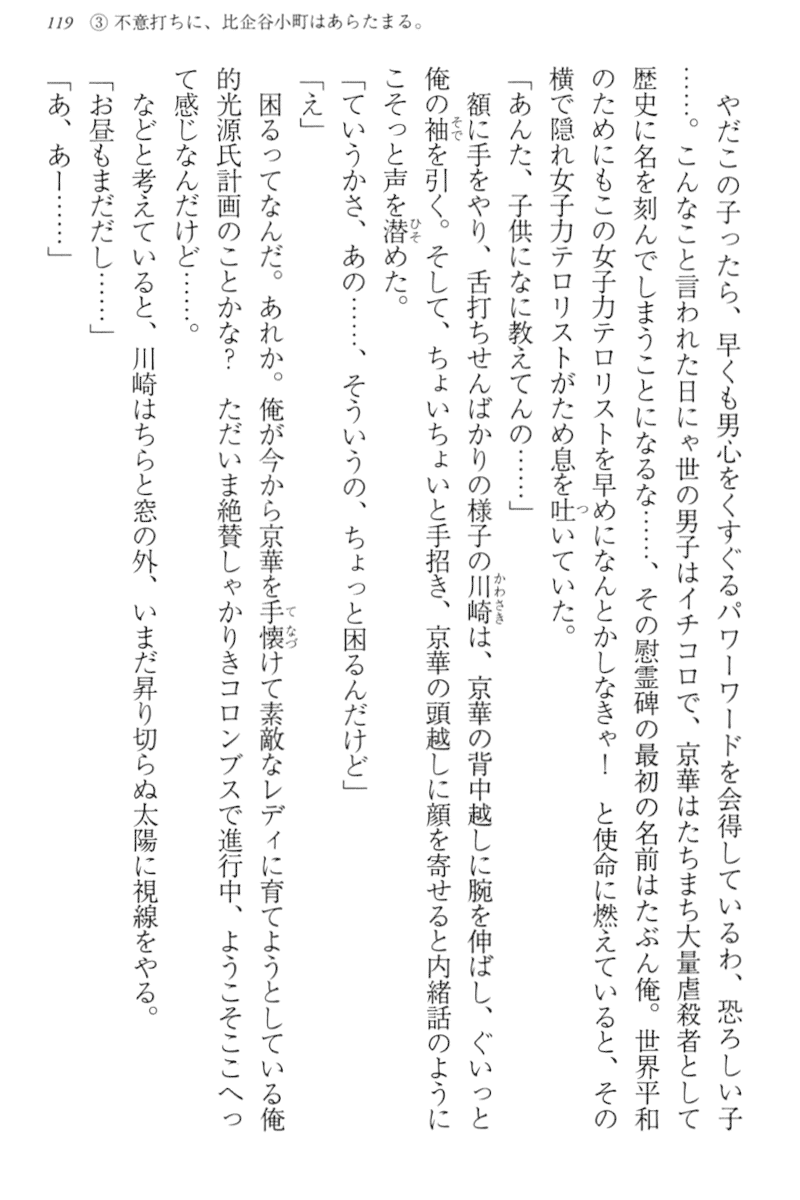 119 ③ 不意打ちに、比企谷小町はあらたまる。
　やだこの子ったら、早くも男心をくすぐるパワーワードを会得しているわ、恐ろしい子
……。こんなこと言われた日にゃ世の男子はイチコロで、京華はたちまち大量虐殺者として
歴史に名を刻んでしまうことになるな……、その慰霊碑の最初の名前はたぶん俺。世界平和
のためにもこの女子力テロリストを早めになんとかしなきゃ！　と使命に燃えていると、その
横で隠れ女子力テロリストがため息を吐いていた。
「あんた、子供になに教えてんの……」
　額に手をやり、舌打ちせんばかりの様子の川崎は、京華の背中越しに腕を伸ばし、ぐいっと
俺の袖を引く。そして、ちょいちょいと手招き、京華の頭越しに顔を寄せると内緒話のように
こそっと声を潜めた。
「ていうかさ、あの……、そういうの、ちょっと困るんだけど」
「え」
　困るってなんだ。あれか。俺が今から京華を手懐けて素敵なレディに育てようとしている俺
的光源氏計画のことかな？　ただいま絶賛しゃかりきコロンブスで進行中、ようこそここへっ
て感じなんだけど……。
　などと考えていると、川崎はちらと窓の外、いまだ昇り切らぬ太陽に視線をやる。
「お昼もまだだし……」
「あ、あー……」